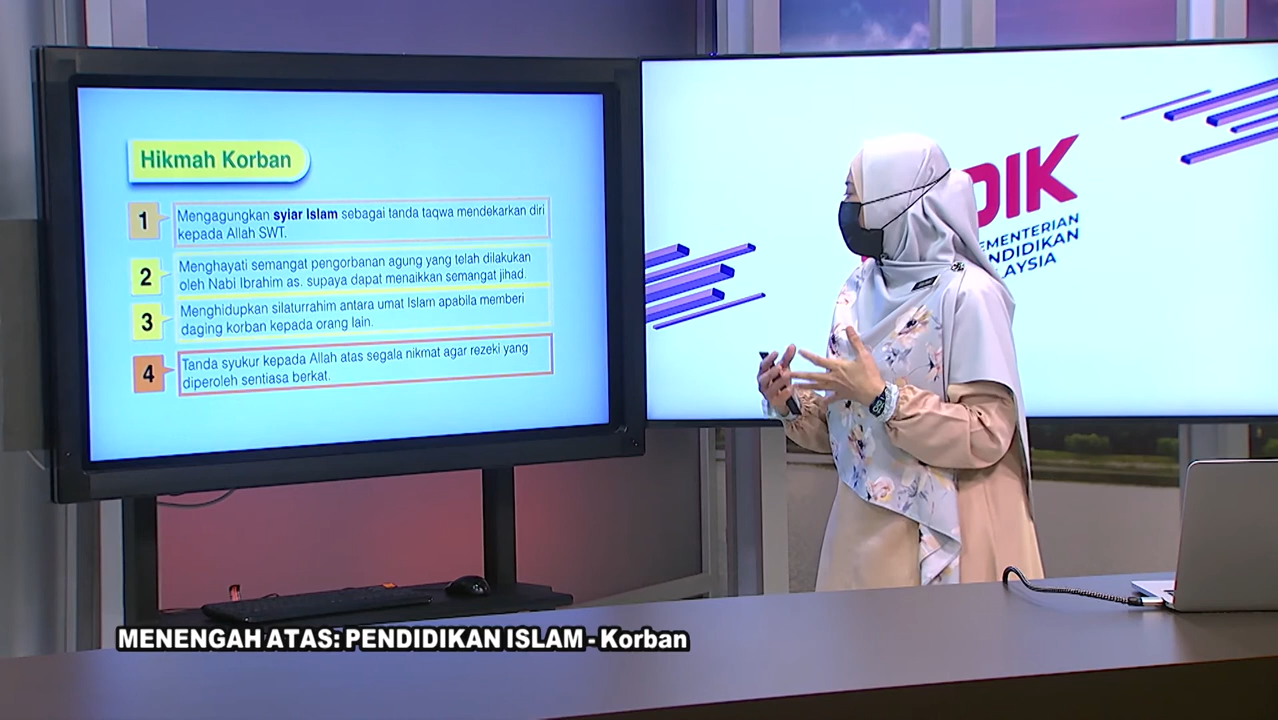 Hikmah Korban
1
Mengagungkan syiar Islam sebagai tanda taqwa mendekarkan diri
kepada Allah SWT.
2
Menghayati semangat pengorbanan agung yang telah dilakukan
oleh Nabi Ibrahim as. supaya dapat menaikkan semangat jihad.
3
Menghidupkan silaturrahim antara umat Islam apabila memberi
daging korban kepada orang lain.
4
Tanda syukur kepada Allah atas segala nikmat agar rezeki yang
diperoleh sentiasa berkat.
DIK
EMENTERIAN
NDIDIKAN
LAYSIA
MENENGAH ATAS: PENDIDIKAN ISLAM - Korban